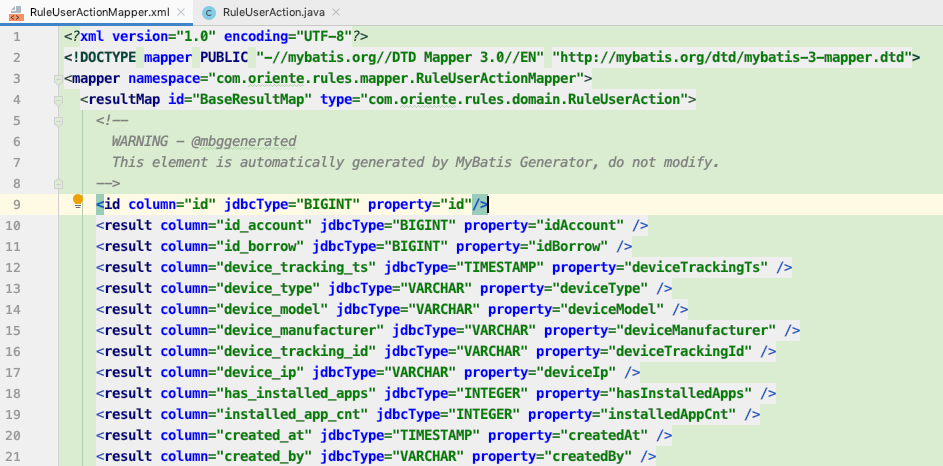 RuleUserActionMapper.xml × RuleUserAction.java ×
1 <?xml version="1.0" encoding="UTF-8"?>
2 <!DOCTYPE mapper PUBLIC "-//mybatis.org//DTD Mapper 3.0//EN" "http://mybatis.org/dtd/mybatis-3-mapper.dtd">
3 <mapper namespace="com.oriente.rules.mapper.RuleUserActionMapper">
4 <resultMap id="BaseResultMap" type="com.oriente.rules.domain.RuleUserAction">
5 <!--
6 WARNING - @mbggenerated
7 This element is automatically generated by MyBatis Generator, do not modify.
8 -->
9 <id column="id" jdbcType="BIGINT" property="id"/>
10 <result column="id_account" jdbcType="BIGINT" property="idAccount" />
11 <result column="id_borrow" jdbcType="BIGINT" property="idBorrow" />
12 <result column="device_tracking_ts" jdbcType="TIMESTAMP" property="deviceTrackingTs" />
13 <result column="device_type" jdbcType="VARCHAR" property="deviceType" />
14 <result column="device_model" jdbcType="VARCHAR" property="deviceModel" />
15 <result column="device_manufacturer" jdbcType="VARCHAR" property="deviceManufacturer" />
16 <result column="device_tracking_id" jdbcType="VARCHAR" property="deviceTrackingId" />
17 <result column="device_ip" jdbcType="VARCHAR" property="deviceIp" />
18 <result column="has_installed_apps" jdbcType="INTEGER" property="hasInstalledApps" />
19 <result column="installed_app_cnt" jdbcType="INTEGER" property="installedAppCnt" />
20 <result column="created_at" jdbcType="TIMESTAMP" property="createdAt" />
21 <result column="created_by" jdbcType="VARCHAR" property="createdBy" />